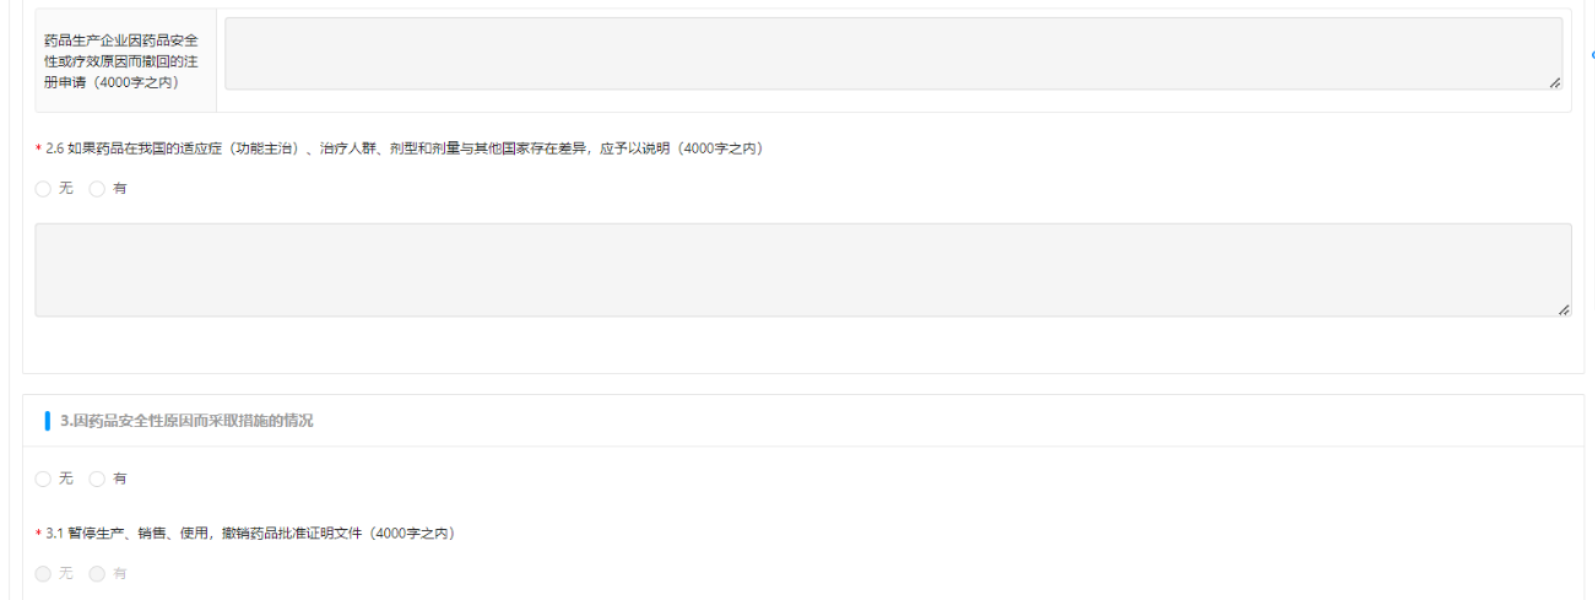 药品生产企业因药品安全
性或疗效原因而撤回的注
册申请（4000字之内）
* 2.6 如果药品在我国的适应症（功能主治）、治疗人群、剂型和剂量与其他国家存在差异，应予以说明（4000字之内）
无 有
3.因药品安全性原因而采取措施的情况
无 有
* 3.1 暂停生产、销售、使用，撤销药品批准证明文件（4000字之内）
无 有